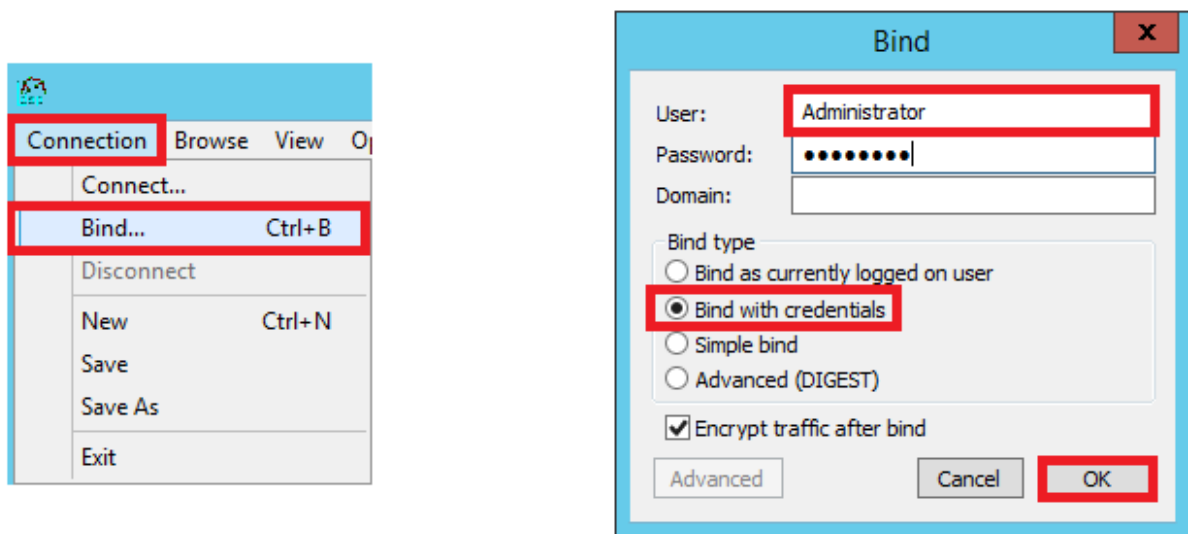 Connection Browse View
Connect...
Bind... Ctrl+B
Disconnect
New Ctrl+N
Save
Save As
Exit
Bind
User: Administrator
Password: ••••••••
Domain:
Bind type
Bind as currently logged on user
Bind with credentials
Simple bind
Advanced (DIGEST)
Encrypt traffic after bind
Advanced Cancel OK